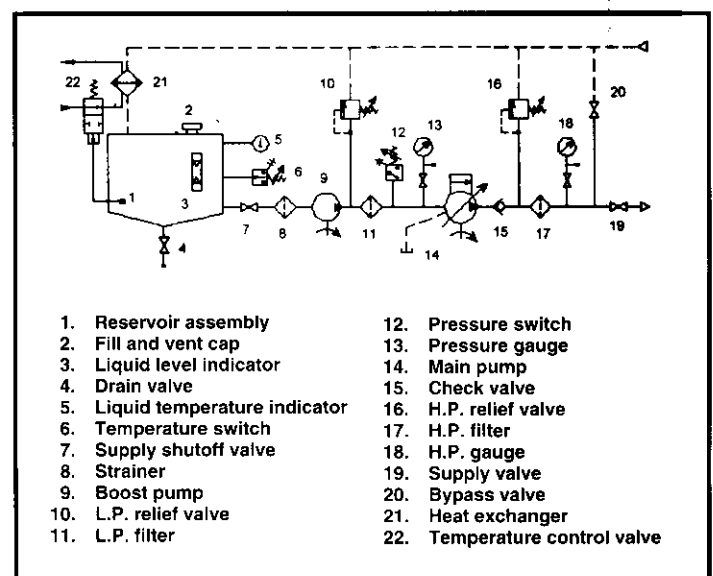 22
21
10
16
20
2
12
13
18
5
6
9
1
3
7
8
11
14
15
17
19
4
1. Reservoir assembly
2. Fill and vent cap
3. Liquid level indicator
4. Drain valve
5. Liquid temperature indicator
6. Temperature switch
7. Supply shutoff valve
8. Strainer
9. Boost pump
10. L.P. relief valve
11. L.P. filter
12. Pressure switch
13. Pressure gauge
14. Main pump
15. Check valve
16. H.P. relief valve
17. H.P. filter
18. H.P. gauge
19. Supply valve
20. Bypass valve
21. Heat exchanger
22. Temperature control valve